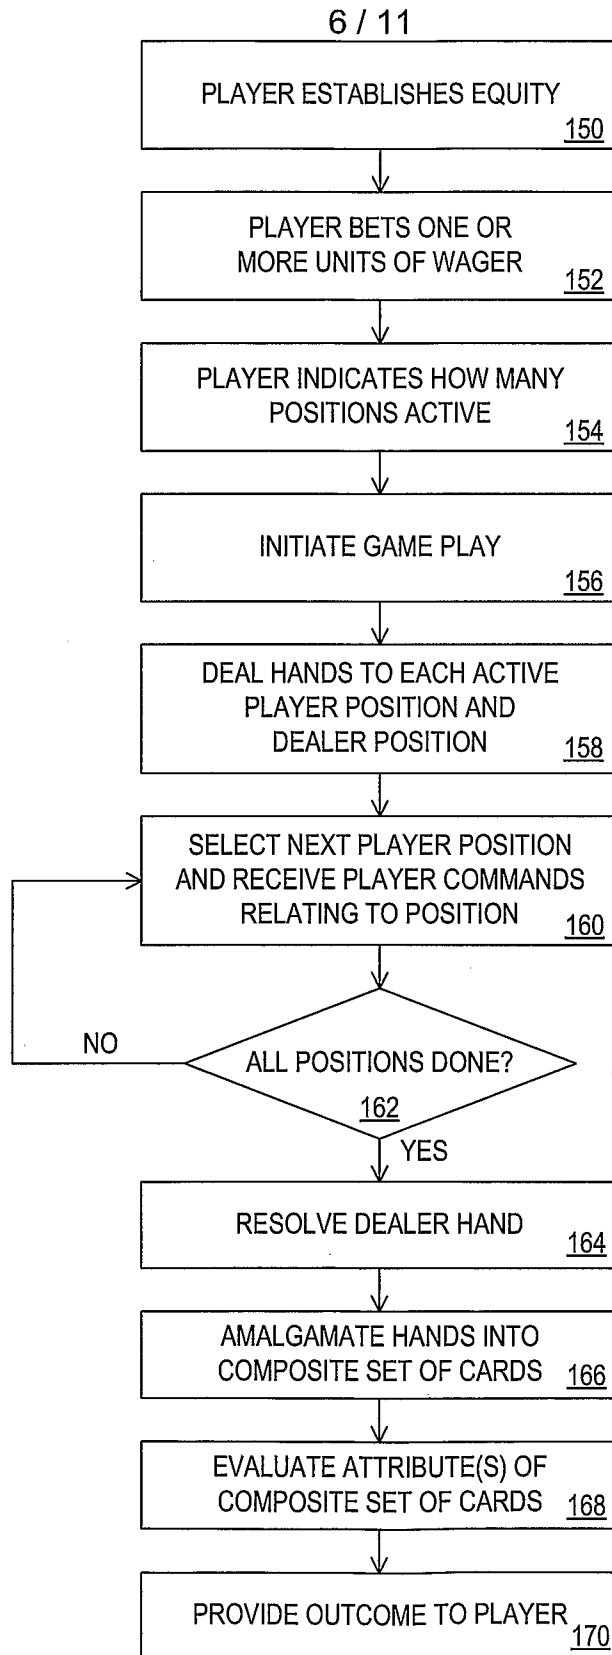 6 / 11
PLAYER ESTABLISHES EQUITY
150
PLAYER BETS ONE OR
MORE UNITS OF WAGER
152
PLAYER INDICATES HOW MANY
POSITIONS ACTIVE
154
INITIATE GAME PLAY
156
DEAL HANDS TO EACH ACTIVE
PLAYER POSITION AND
DEALER POSITION
158
SELECT NEXT PLAYER POSITION
AND RECEIVE PLAYER COMMANDS
RELATING TO POSITION
160
NO
ALL POSITIONS DONE?
162
YES
RESOLVE DEALER HAND
164
AMALGAMATE HANDS INTO
COMPOSITE SET OF CARDS
166
EVALUATE ATTRIBUTE(S) OF
COMPOSITE SET OF CARDS
168
PROVIDE OUTCOME TO PLAYER
170